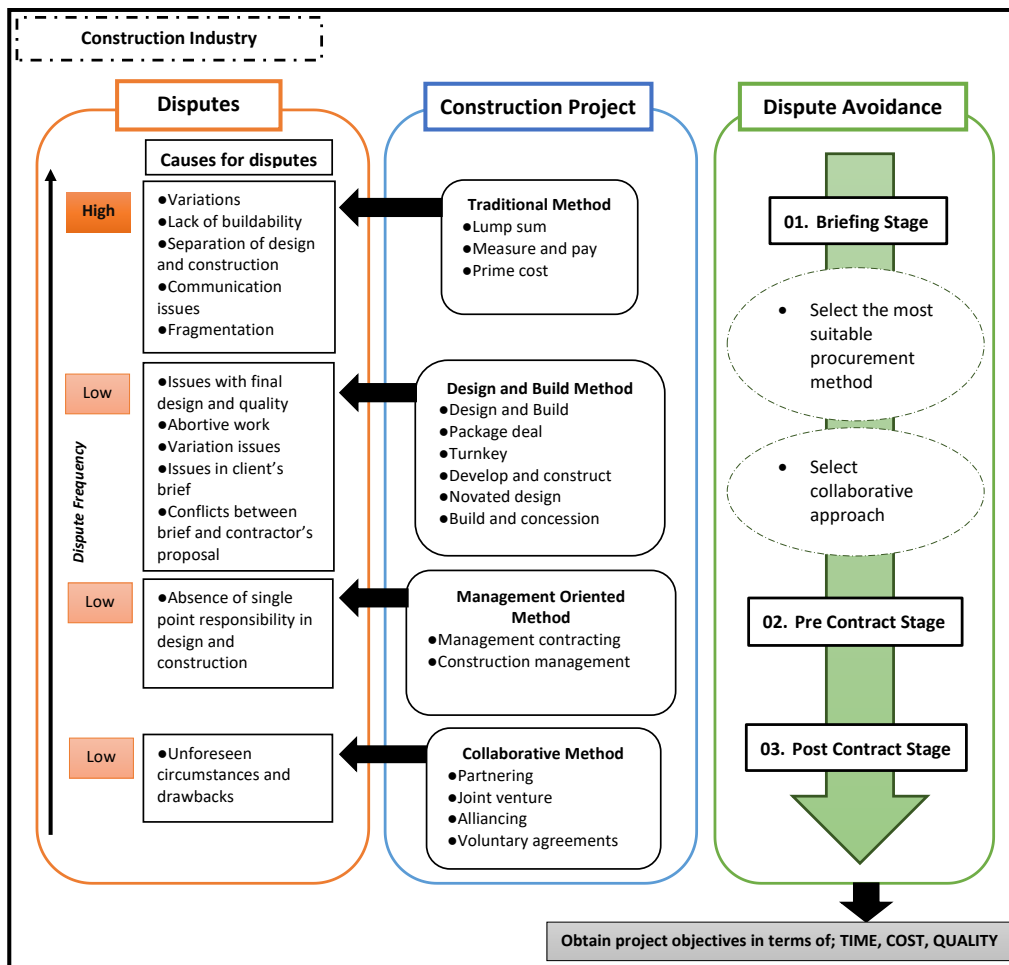 Construction Industry
Disputes
Construction Project
Dispute Avoidance
Causes for disputes
Dispute Frequency
High
●Variations
●Lack of buildability
●Separation of design
and construction
●Communication
issues
●Fragmentation
Traditional Method
●Lump sum
●Measure and pay
●Prime cost
Low
●Issues with final
design and quality
●Abortive work
●Variation issues
●Issues in client’s
brief
●Conflicts between
brief and contractor’s
proposal
Design and Build Method
●Design and Build
●Package deal
●Turnkey
●Develop and construct
●Novated design
●Build and concession
Low
●Absence of single
point responsibility in
design and
construction
Management Oriented
Method
●Management contracting
●Construction management
Low
●Unforeseen
circumstances and
drawbacks
Collaborative Method
●Partnering
●Joint venture
●Alliancing
●Voluntary agreements
01. Briefing Stage
• Select the most
suitable
procurement
method
• Select
collaborative
approach
02. Pre Contract Stage
03. Post Contract Stage
Obtain project objectives in terms of; TIME, COST, QUALITY